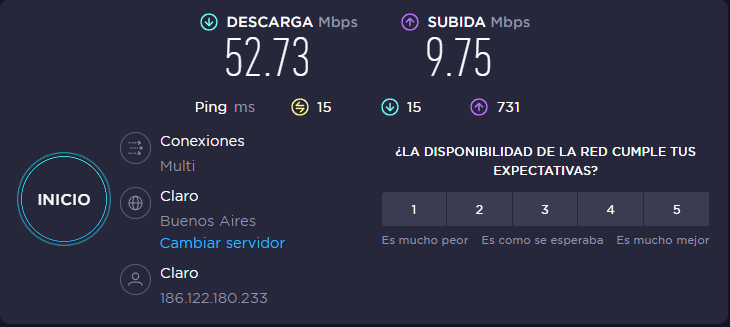 DESCARGA Mbps SUBIDA Mbps
52.73 9.75
Ping ms 15 15 731
INICIO
Conexiones
Multi
Claro
Buenos Aires
Cambiar servidor
Claro
186.122.180.233
¿LA DISPONIBILIDAD DE LA RED CUMPLE TUS
EXPECTATIVAS?
1 2 3 4 5
Es mucho peor Es como se esperaba Es mucho mejor